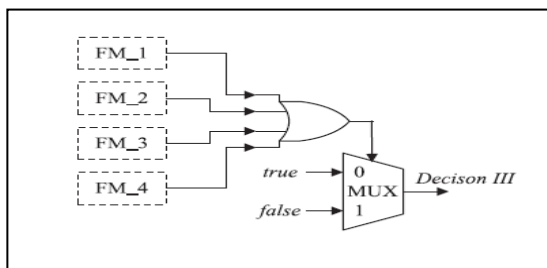 FM_1
FM_2
FM_3
FM_4
true
0
MUX
Decison III
false
1